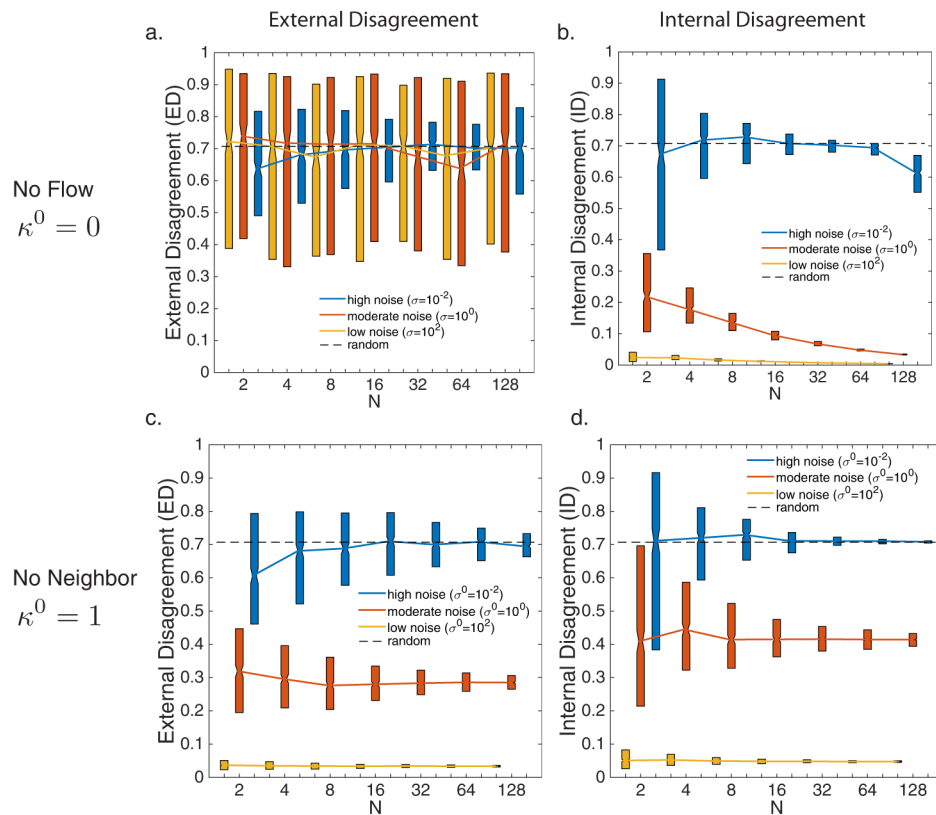 External Disagreement
Internal Disagreement
No Flow
κ⁰ = 0
No Neighbor
κ⁰ = 1
a.
External Disagreement (ED)
1
0.9
0.8
0.7
0.6
0.5
0.4
0.3
0.2
0.1
0
high noise (σ=10⁻²)
moderate noise (σ=10⁰)
low noise (σ=10²)
random
2 4 8 16 32 64 128
N
b.
Internal Disagreement (ID)
1
0.9
0.8
0.7
0.6
0.5
0.4
0.3
0.2
0.1
0
high noise (σ=10⁻²)
moderate noise (σ=10⁰)
low noise (σ=10²)
random
2 4 8 16 32 64 128
N
c.
External Disagreement (ED)
1
0.9
0.8
0.7
0.6
0.5
0.4
0.3
0.2
0.1
0
high noise (σ⁰=10⁻²)
moderate noise (σ⁰=10⁰)
low noise (σ⁰=10²)
random
2 4 8 16 32 64 128
N
d.
Internal Disagreement (ID)
1
0.9
0.8
0.7
0.6
0.5
0.4
0.3
0.2
0.1
0
high noise (σ⁰=10⁻²)
moderate noise (σ⁰=10⁰)
low noise (σ⁰=10²)
random
2 4 8 16 32 64 128
N